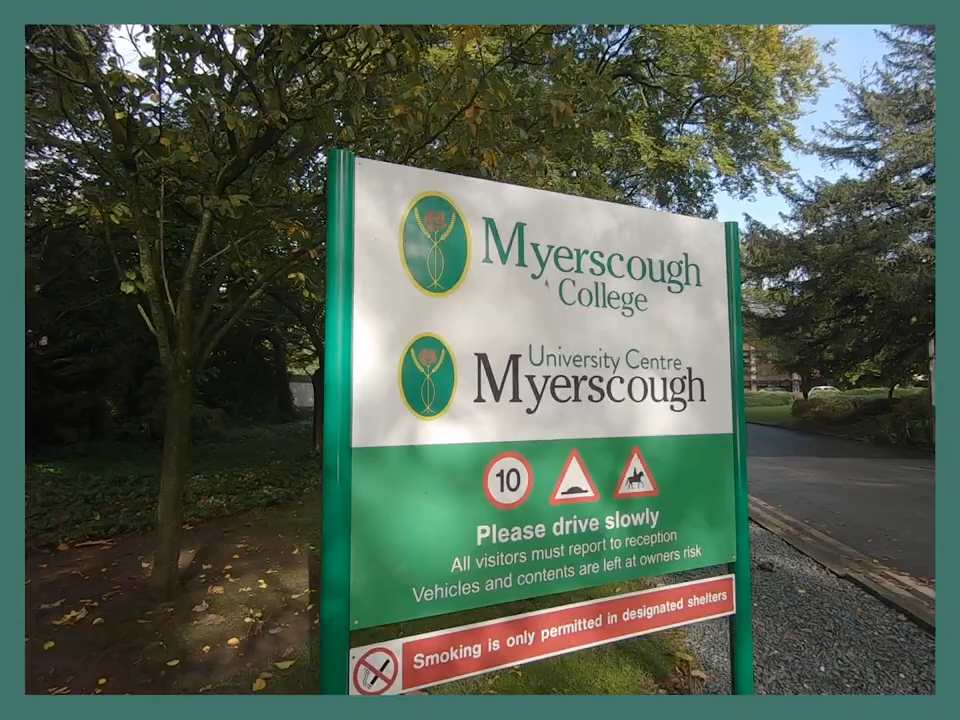 Myerscough
College
University Centre
Myerscough
10
Please drive slowly
All visitors must report to reception
Vehicles and contents are left at owners risk
Smoking is only permitted in designated shelters